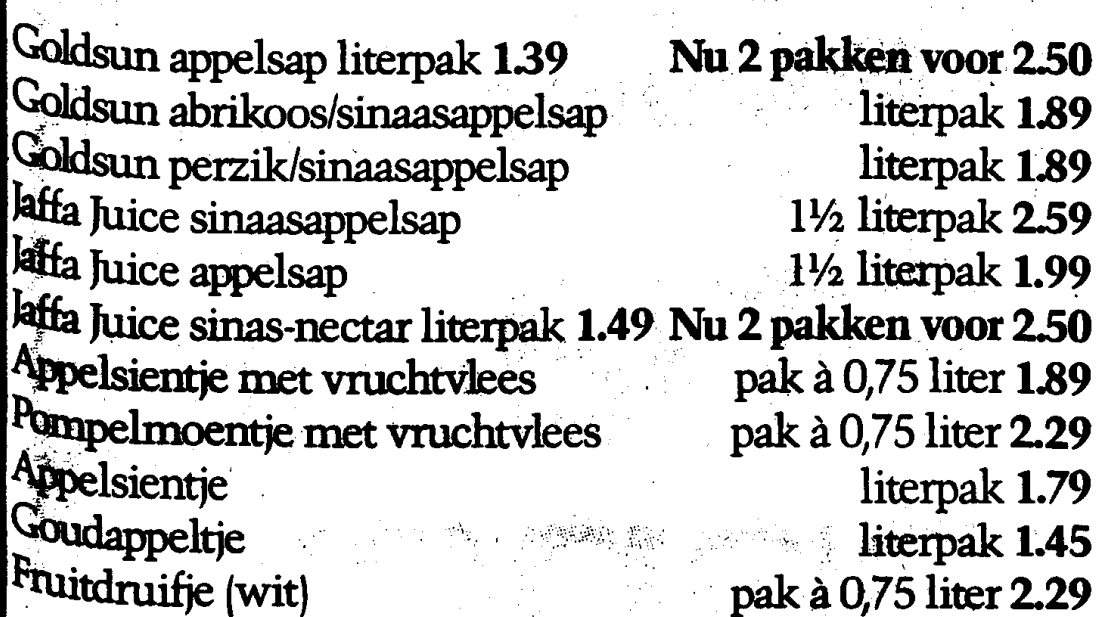 Goldsun appelsap literpak 1.39 Nu 2 pakken voor 2.50
Goldsun abrikoos/sinaasappelsap literpak 1.89
Goldsun perzik/sinaasappelsap literpak 1.89
Jaffa Juice sinaasappelsap 1½ literpak 2.59
Jaffa Juice appelsap 1½ literpak 1.99
Jaffa Juice sinas-nectar literpak 1.49 Nu 2 pakken voor 2.50
Appelsientje met vruchtvlees pak à 0,75 liter 1.89
Pompelmoentje met vruchtvlees pak à 0,75 liter 2.29
Appelsientje literpak 1.79
Goudappeltje literpak 1.45
Fruitdruifje (wit) pak à 0,75 liter 2.29